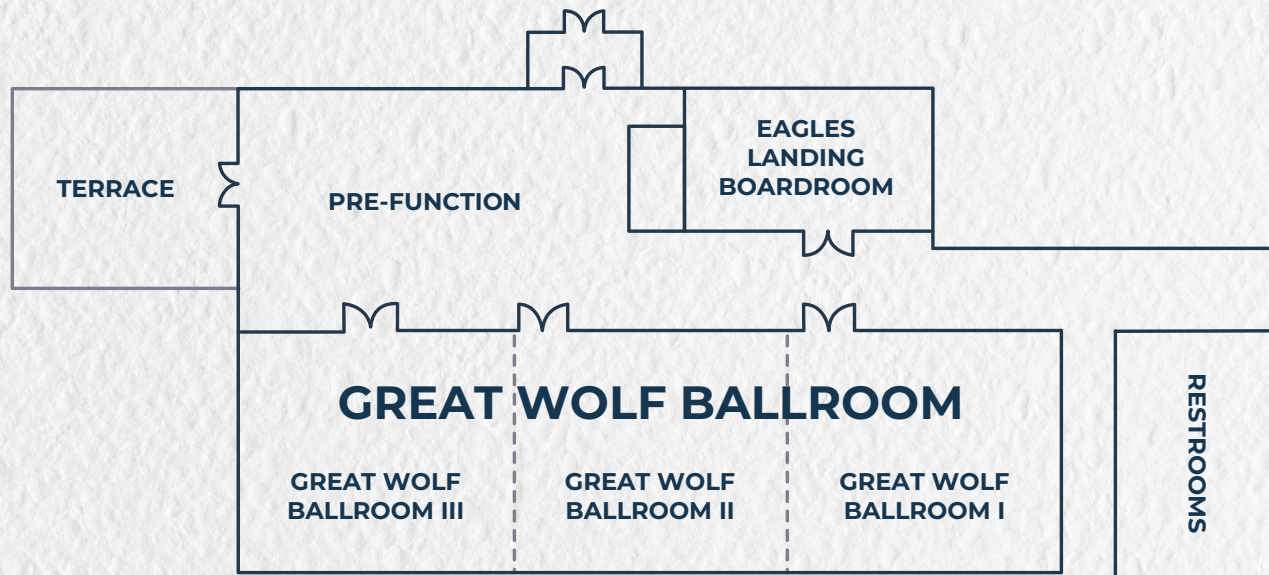 EAGLES
LANDING
BOARDROOM
TERRACE
PRE-FUNCTION
GREAT WOLF BALLROOM
GREAT WOLF
BALLROOM III
GREAT WOLF
BALLROOM II
GREAT WOLF
BALLROOM I
RESTROOMS